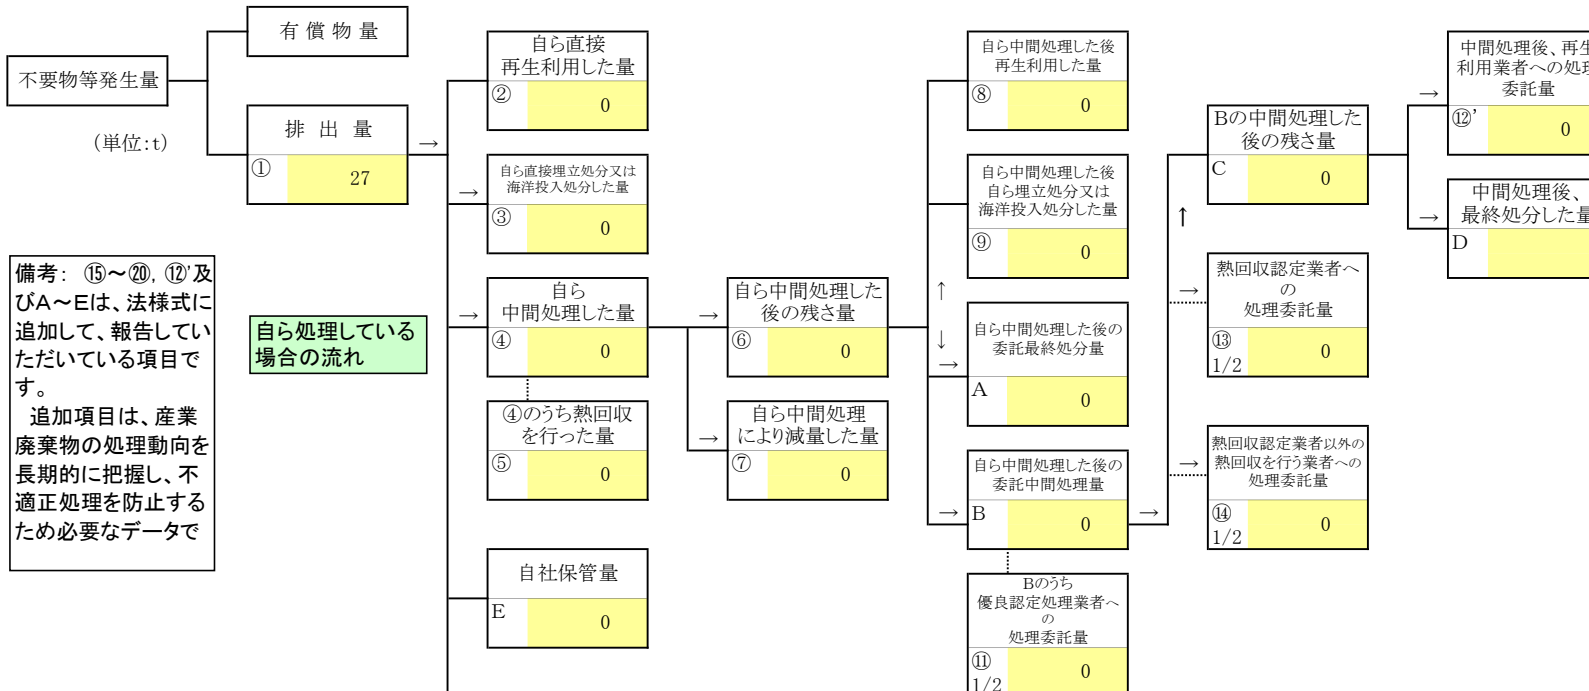 不要物等発生量
(単位:t)
有 償 物 量
排 出 量
→
①
27
備考: ⑮～⑳, ⑫'及
びA～Eは、法様式に
追加して、報告してい
ただいている項目で
す。
追加項目は、産業
廃棄物の処理動向を
長期的に把握し、不
適正処理を防止する
ため必要なデータで
自ら処理している
場合の流れ
自ら直接
再生利用した量
②
0
→
自ら直接埋立処分又は
海洋投入処分した量
③
0
→
自ら
中間処理した量
④
0
④のうち熱回収
を行った量
⑤
0
自社保管量
E
0
→
自ら中間処理した
後の残さ量
⑥
0
→
自ら中間処理
により減量した量
⑦
0
自ら中間処理した後
再生利用した量
⑧
0
自ら中間処理した後
自ら埋立処分又は
海洋投入処分した量
⑨
0
↑
↓
→
自ら中間処理した後の
委託最終処分量
A
0
→
自ら中間処理した後の
委託中間処理量
B
0
→
Bのうち
優良認定処理業者へ
の
処理委託量
⑪
1/2
0
Bの中間処理した
後の残さ量
C
0
↑
→
熱回収認定業者へ
の
処理委託量
⑬
1/2
0
→
熱回収認定業者以外の
熱回収を行う業者への
処理委託量
⑭
1/2
0
→
中間処理後、再生
利用業者への処理
委託量
⑫'
0
→
中間処理後、
最終処分した量
D